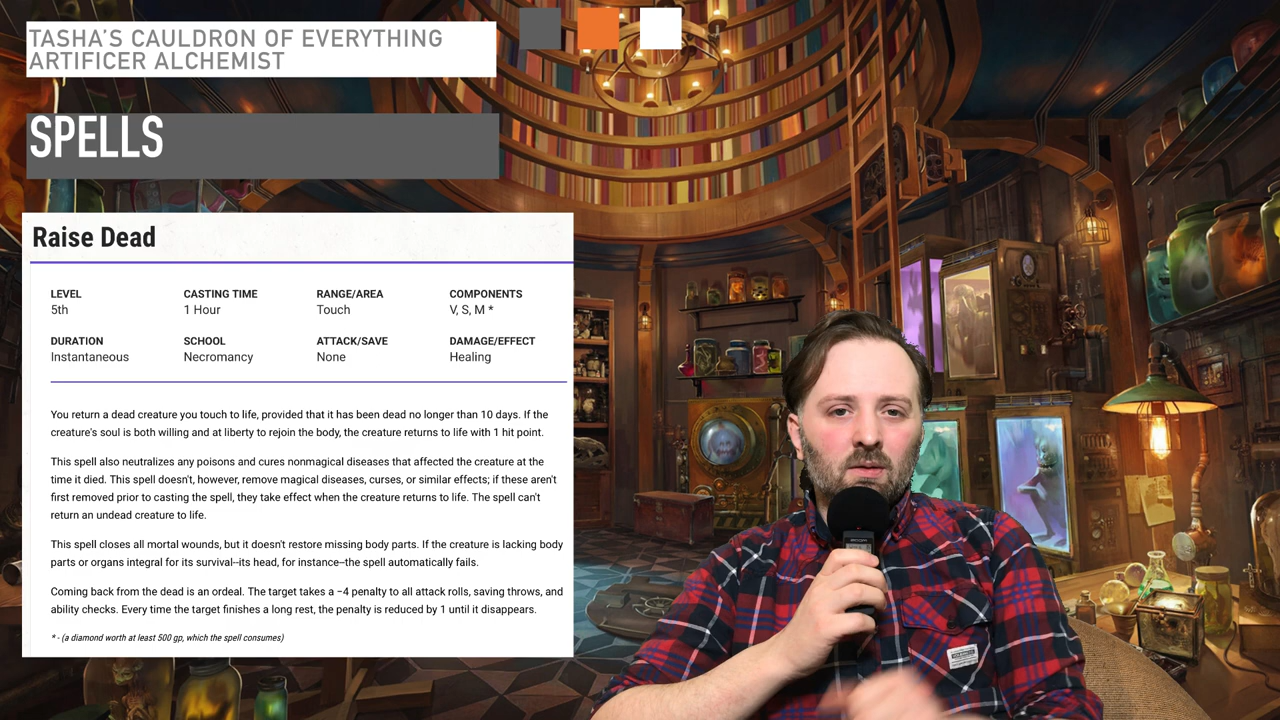 TASHA'S CAULDRON OF EVERYTHING
ARTIFICER ALCHEMIST
SPELLS
Raise Dead
LEVEL CASTING TIME RANGE/AREA COMPONENTS
5th 1 Hour Touch V, S, M *
DURATION SCHOOL ATTACK/SAVE DAMAGE/EFFECT
Instantaneous Necromancy None Healing
You return a dead creature you touch to life, provided that it has been dead no longer than 10 days. If the
creature's soul is both willing and at liberty to rejoin the body, the creature returns to life with 1 hit point.
This spell also neutralizes any poisons and cures nonmagical diseases that affected the creature at the
time it died. This spell doesn't, however, remove magical diseases, curses, or similar effects; if these aren't
first removed prior to casting the spell, they take effect when the creature returns to life. The spell can't
return an undead creature to life.
This spell closes all mortal wounds, but it doesn't restore missing body parts. If the creature is lacking body
parts or organs integral for its survival--its head, for instance--the spell automatically fails.
Coming back from the dead is an ordeal. The target takes a −4 penalty to all attack rolls, saving throws, and
ability checks. Every time the target finishes a long rest, the penalty is reduced by 1 until it disappears.
* - (a diamond worth at least 500 gp, which the spell consumes)